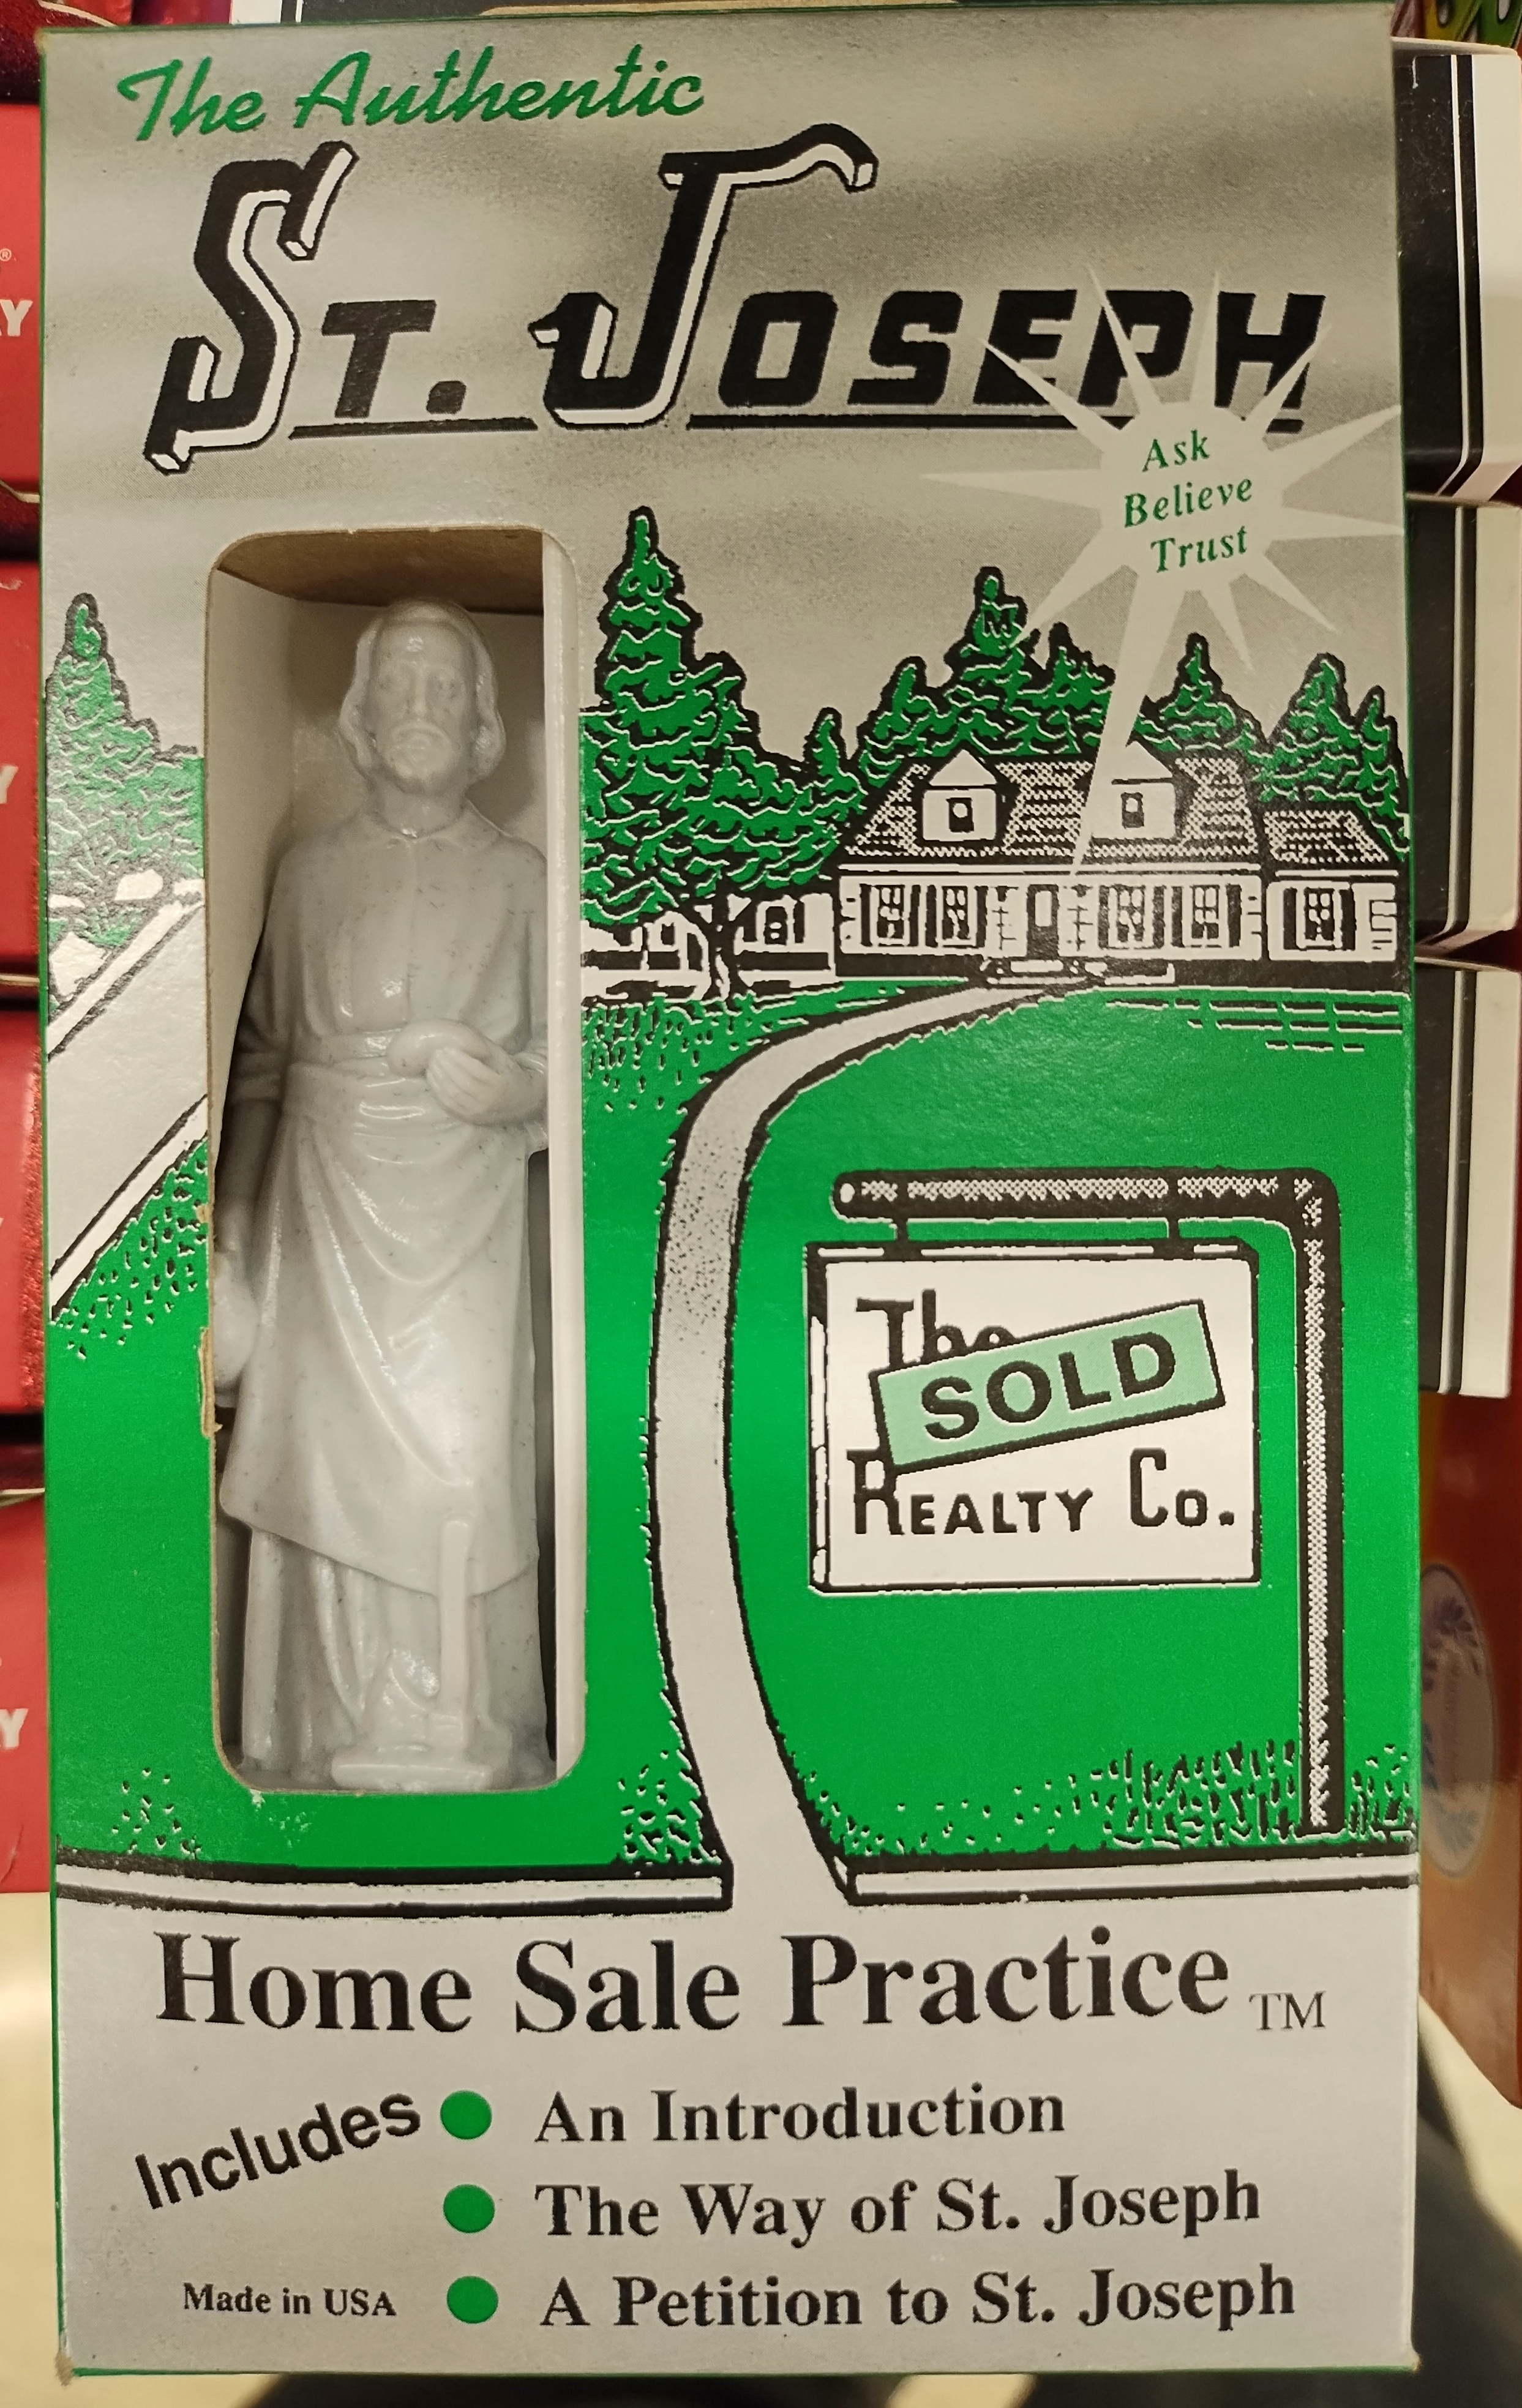 The Authentic
ST. JOSEPH
Ask
Believe
Trust
The
SOLD
REALTY CO.
Home Sale Practice TM
Includes
An Introduction
The Way of St. Joseph
A Petition to St. Joseph
Made in USA